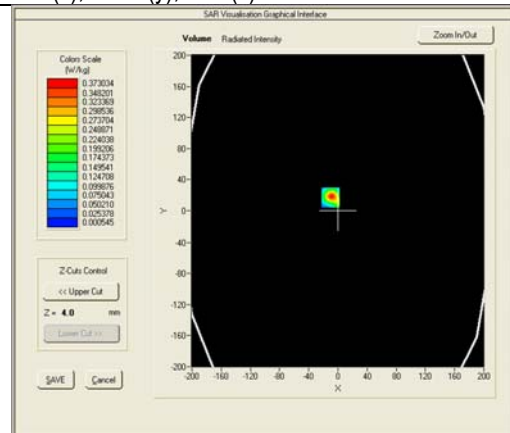 SAR Visualisation Graphical Interface
Volume Radiated Intensity
Zoom In/Out
Colors Scale
(W/kg)
0.373034
0.348201
0.323369
0.298536
0.273704
0.248871
0.224038
0.199206
0.174373
0.149541
0.124708
0.099876
0.075043
0.050210
0.025378
0.000545
Z-Cuts Control
<< Upper Cut
Z = 4.0 mm
Lower Cut >>
SAVE Cancel
200-
160-
120-
80-
40-
Y 0-
-40-
-80-
-120-
-160-
-200-
-200 -160 -120 -80 -40 0 40 80 120 160 200
X